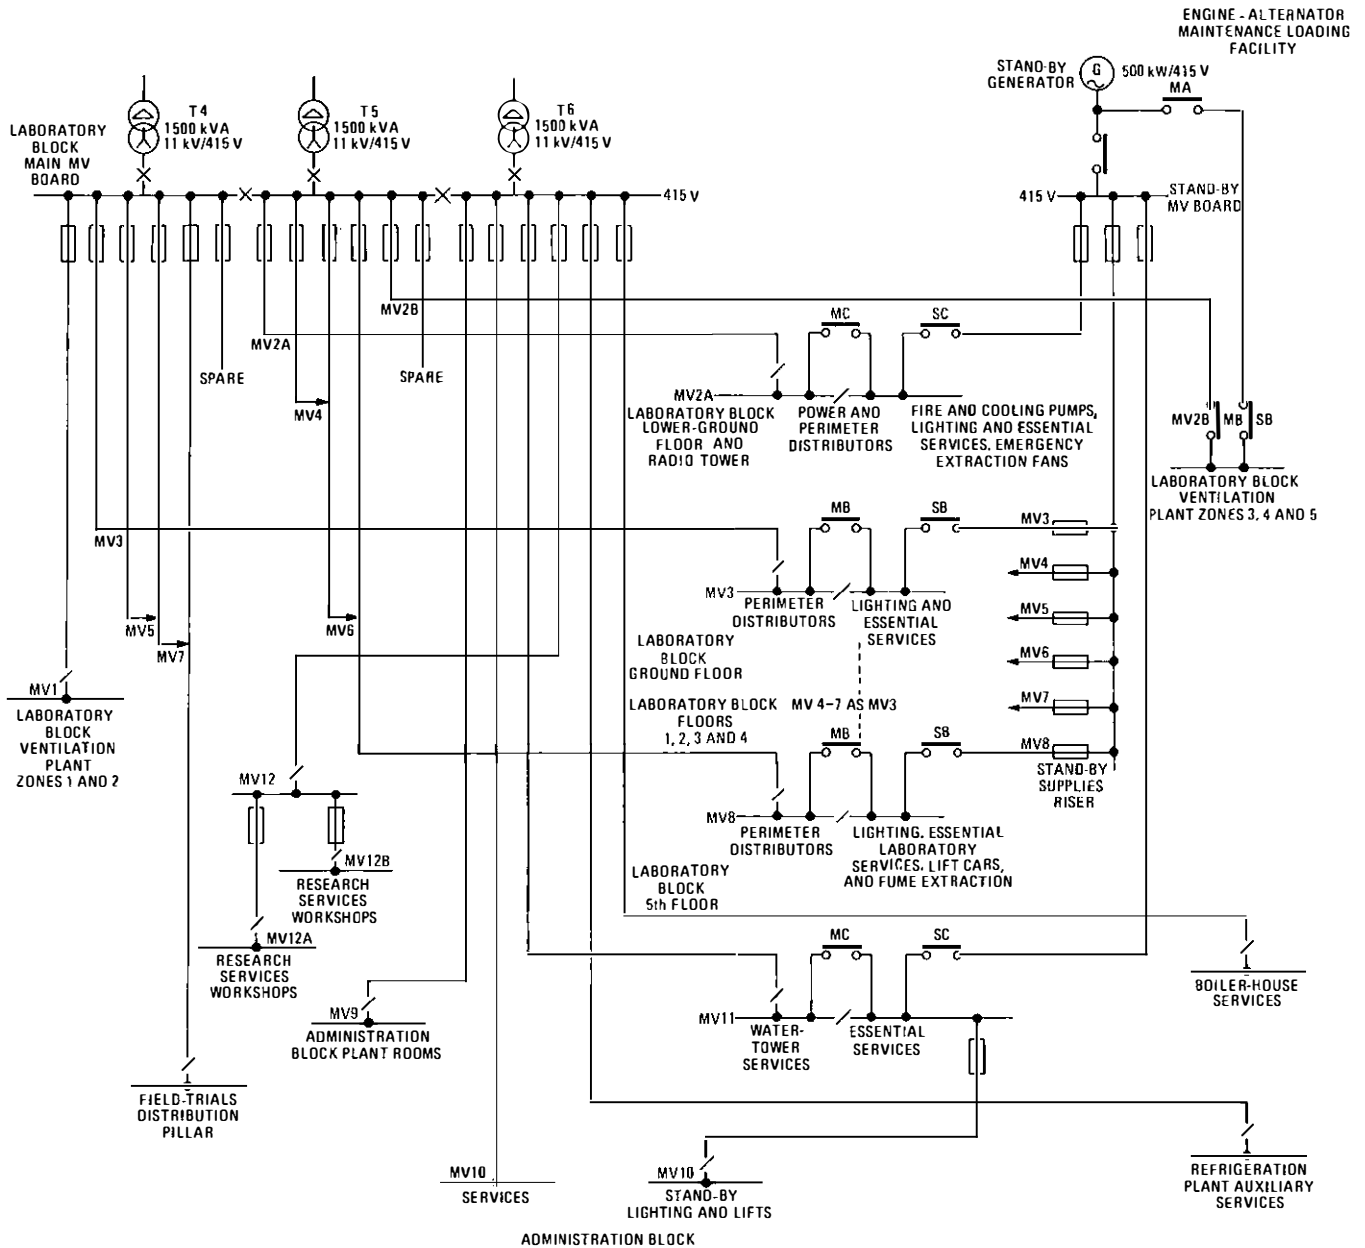 ENGINE - ALTERNATOR
MAINTENANCE LOADING
FACILITY
STAND-BY
GENERATOR
G
500 kW/415 V
MA
T4
1500 kVA
11 kV/415 V
T5
1500 kVA
11 kV/415 V
T6
1500 kVA
11 kV/415 V
LABORATORY
BLOCK
MAIN MV
BOARD
415 V
415 V
STAND-BY
MV BOARD
MV2B
MV2A
SPARE
SPARE
MV4
MC
SC
MV2A
LABORATORY BLOCK
LOWER-GROUND
FLOOR AND
RADIO TOWER
POWER AND
PERIMETER
DISTRIBUTORS
FIRE AND COOLING PUMPS,
LIGHTING AND ESSENTIAL
SERVICES, EMERGENCY
EXTRACTION FANS
MV2B
MB
SB
LABORATORY BLOCK
VENTILATION
PLANT ZONES 3, 4 AND 5
MV3
MB
SB
MV3
MV4
MV5
MV6
MV7
MV8
STAND-BY
SUPPLIES
RISER
MV3
PERIMETER
DISTRIBUTORS
LIGHTING AND
ESSENTIAL
SERVICES
LABORATORY
BLOCK
GROUND FLOOR
MV5
MV7
MV6
MV1
LABORATORY
BLOCK
VENTILATION
PLANT
ZONES 1 AND 2
LABORATORY BLOCK
FLOORS
1, 2, 3 AND 4
MV 4-7 AS MV3
MB
SB
MV8
PERIMETER
DISTRIBUTORS
LIGHTING, ESSENTIAL
LABORATORY
SERVICES, LIFT CARS,
AND FUME EXTRACTION
LABORATORY
BLOCK
5th FLOOR
MV12
MV12B
RESEARCH
SERVICES
WORKSHOPS
MV12A
RESEARCH
SERVICES
WORKSHOPS
MV9
ADMINISTRATION
BLOCK PLANT ROOMS
MC
SC
MV11
WATER-
TOWER
SERVICES
ESSENTIAL
SERVICES
BOILER-HOUSE
SERVICES
FIELD-TRIALS
DISTRIBUTION
PILLAR
MV10
SERVICES
MV10
STAND-BY
LIGHTING AND LIFTS
ADMINISTRATION BLOCK
REFRIGERATION
PLANT AUXILIARY
SERVICES